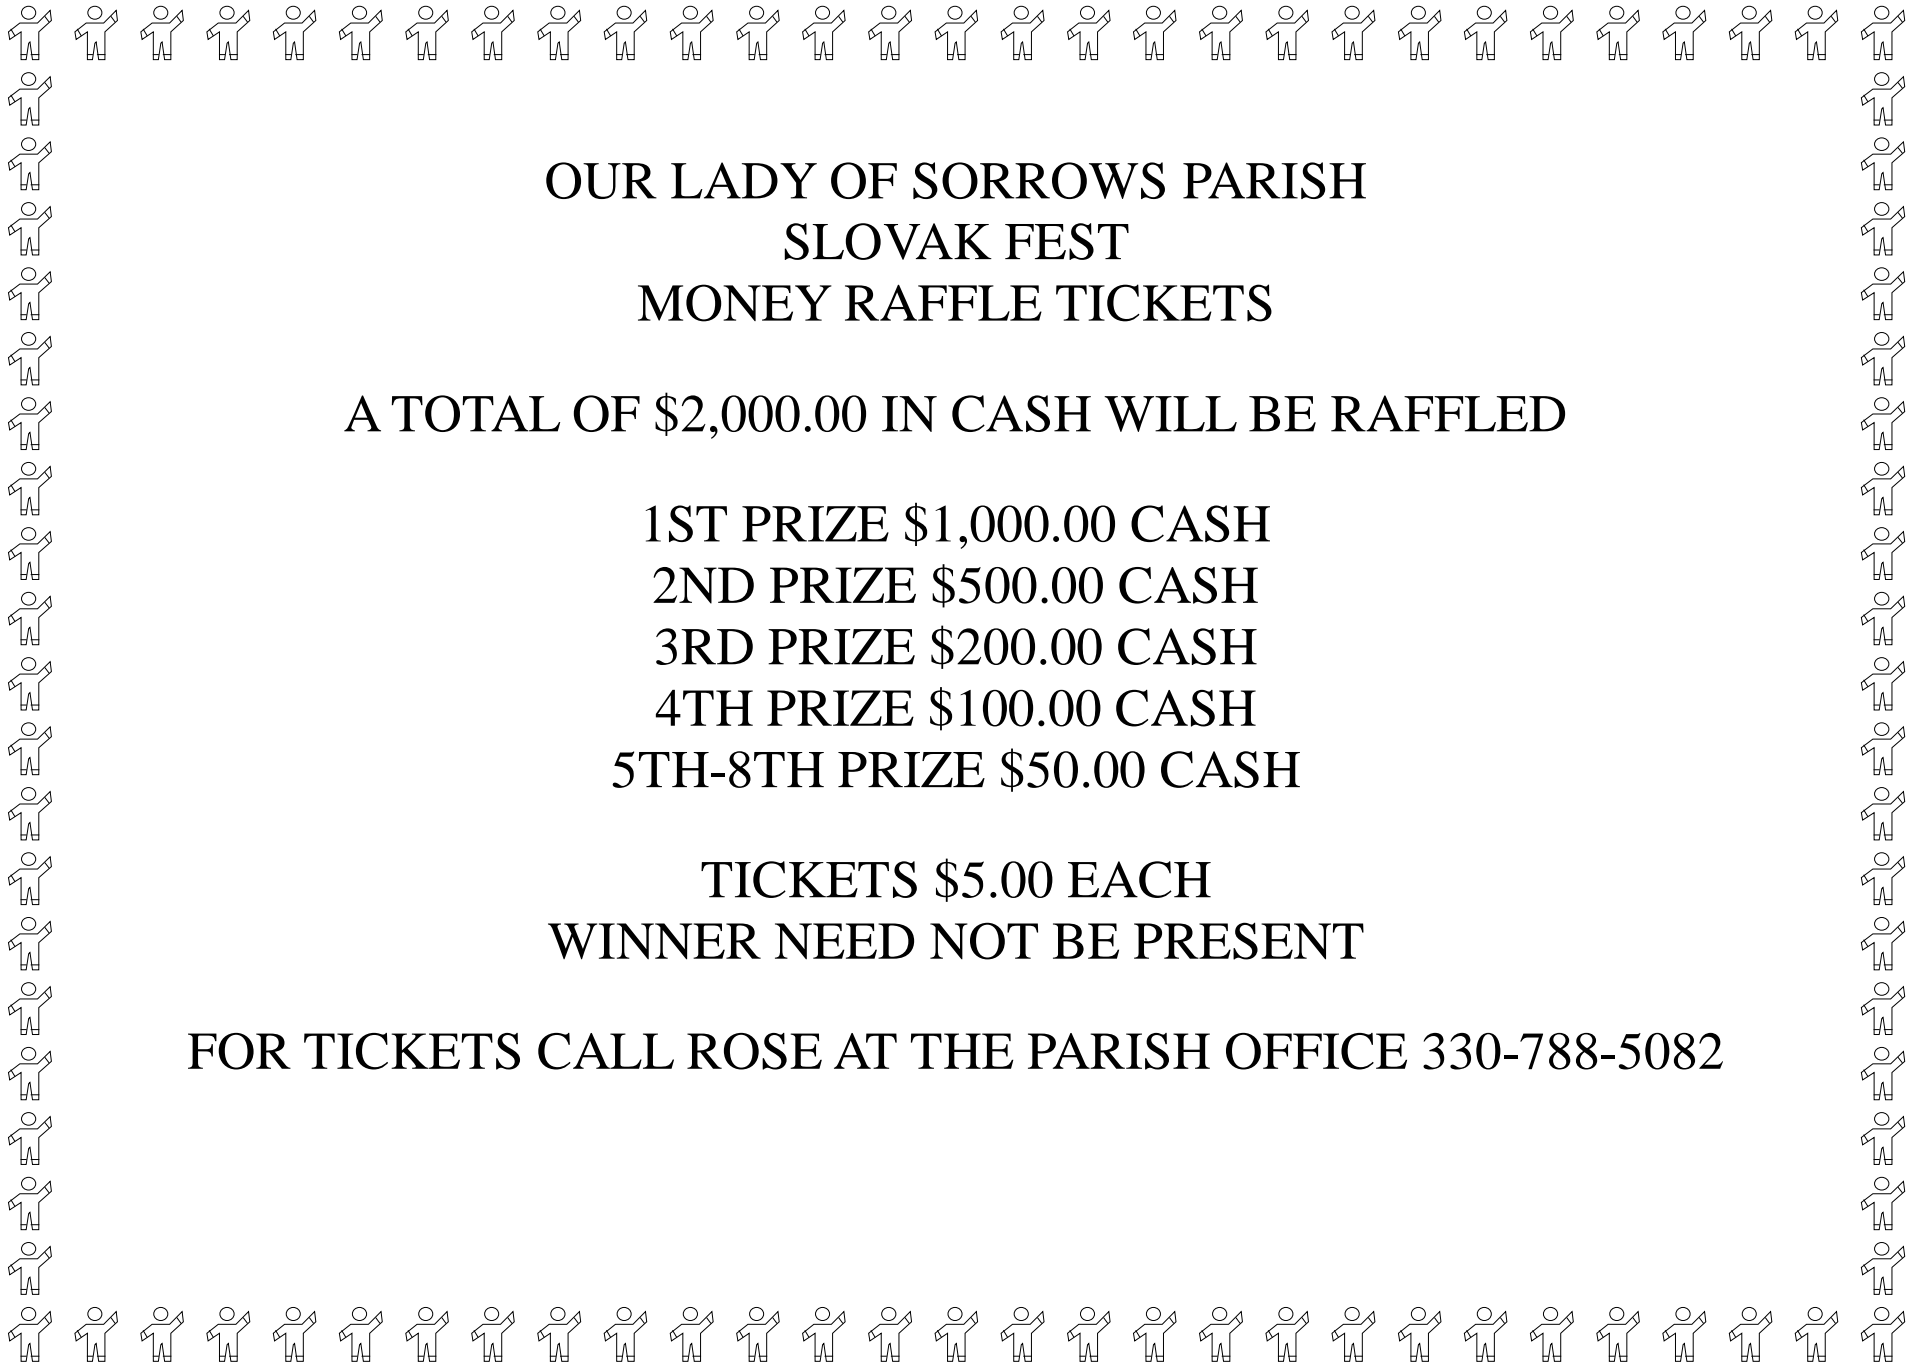 OUR LADY OF SORROWS PARISH
SLOVAK FEST
MONEY RAFFLE TICKETS
A TOTAL OF $2,000.00 IN CASH WILL BE RAFFLED
1ST PRIZE $1,000.00 CASH
2ND PRIZE $500.00 CASH
3RD PRIZE $200.00 CASH
4TH PRIZE $100.00 CASH
5TH-8TH PRIZE $50.00 CASH
TICKETS $5.00 EACH
WINNER NEED NOT BE PRESENT
FOR TICKETS CALL ROSE AT THE PARISH OFFICE 330-788-5082